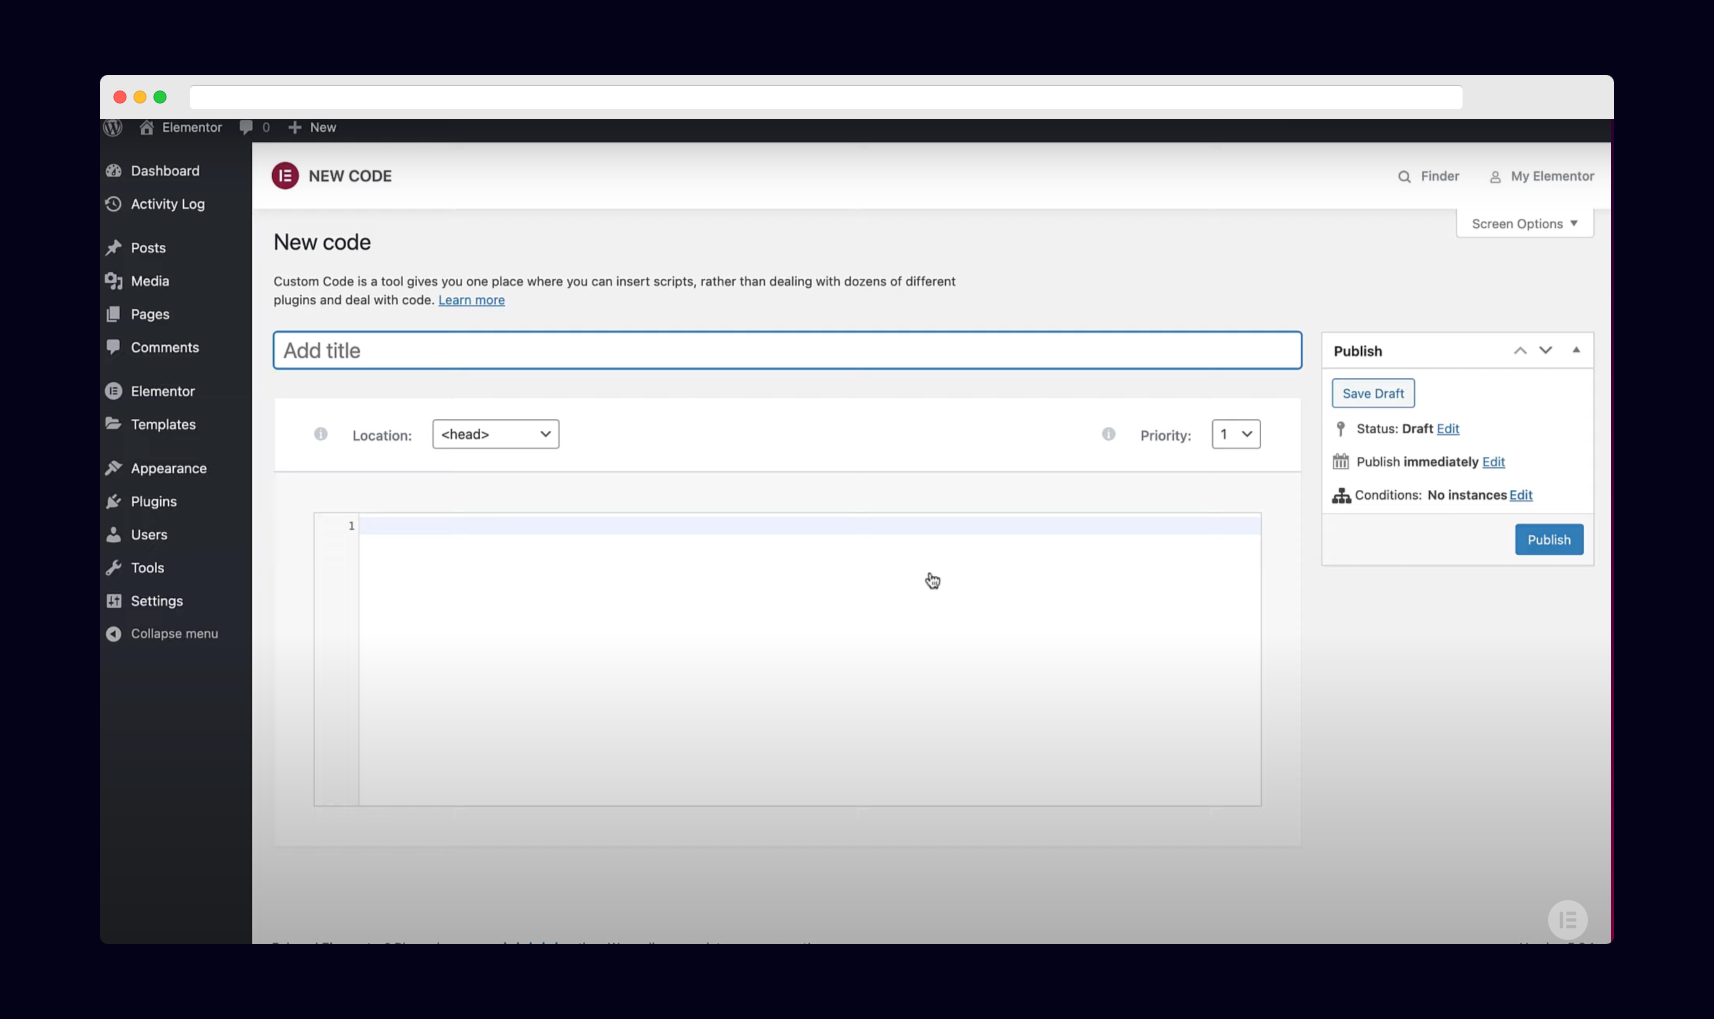 Elementor 0 New
Dashboard
Activity Log
Posts
Media
Pages
Comments
Elementor
Templates
Appearance
Plugins
Users
Tools
Settings
Collapse menu
NEW CODE
Finder My Elementor
Screen Options
New code
Custom Code is a tool gives you one place where you can insert scripts, rather than dealing with dozens of different
plugins and deal with code. Learn more
Add title
Location: <head> Priority: 1
1
Publish
Save Draft
Status: Draft Edit
Publish immediately Edit
Conditions: No instances Edit
Publish